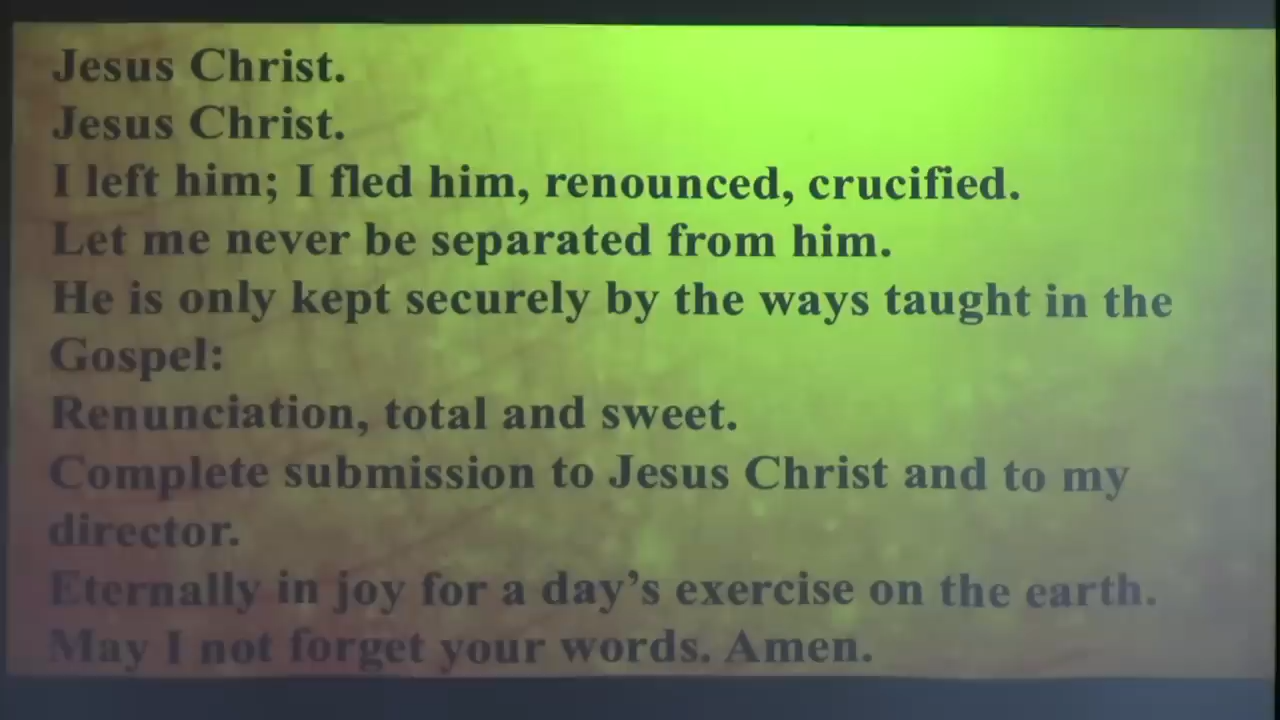 Jesus Christ.
Jesus Christ.
I left him; I fled him, renounced, crucified.
Let me never be separated from him.
He is only kept securely by the ways taught in the
Gospel:
Renunciation, total and sweet.
Complete submission to Jesus Christ and to my
director.
Eternally in joy for a day’s exercise on the earth.
May I not forget your words. Amen.